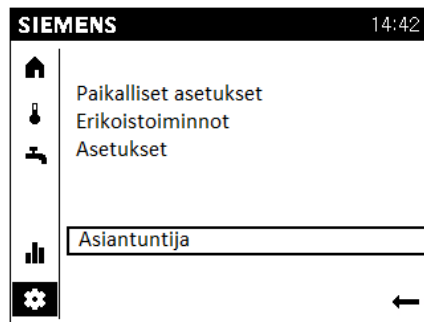 SIEMENS 14:42
Paikalliset asetukset
Erikoistoiminnot
Asetukset
Asiantuntija